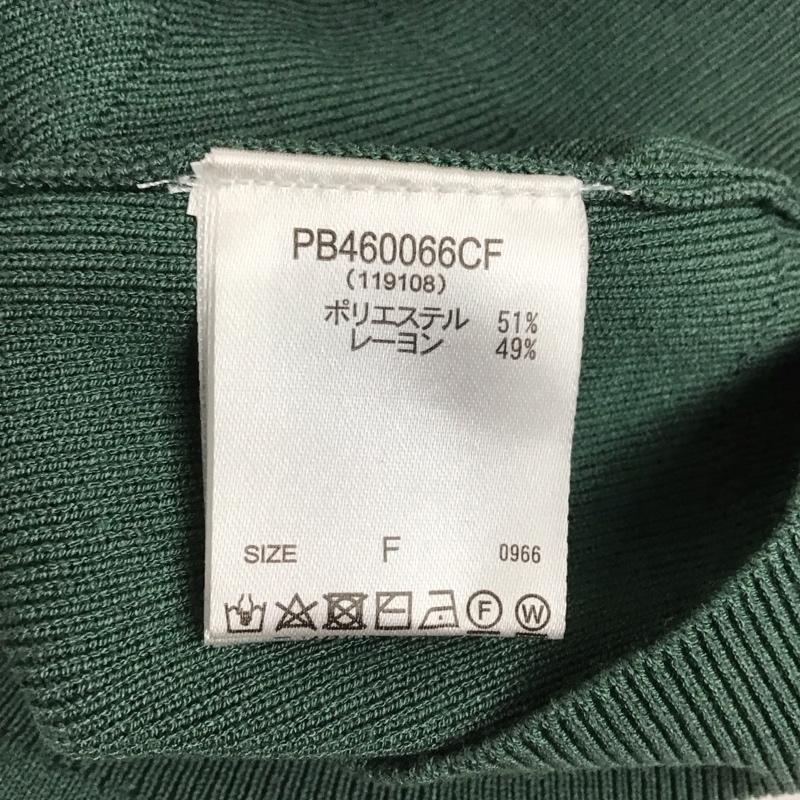 PB460066CF
(119108)
ポリエステル 51%
レーヨン 49%
SIZE F 0966
F W